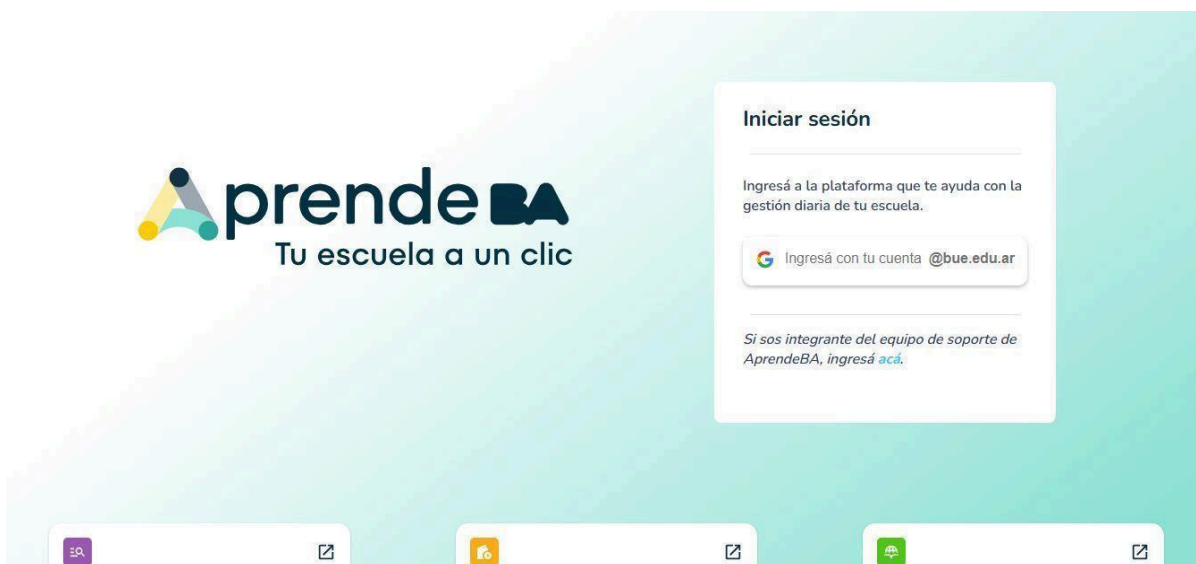 AprendeBA
Tu escuela a un clic
Iniciar sesión
Ingresá a la plataforma que te ayuda con la
gestión diaria de tu escuela.
Ingresá con tu cuenta @bue.edu.ar
Si sos integrante del equipo de soporte de
AprendeBA, ingresá acá.